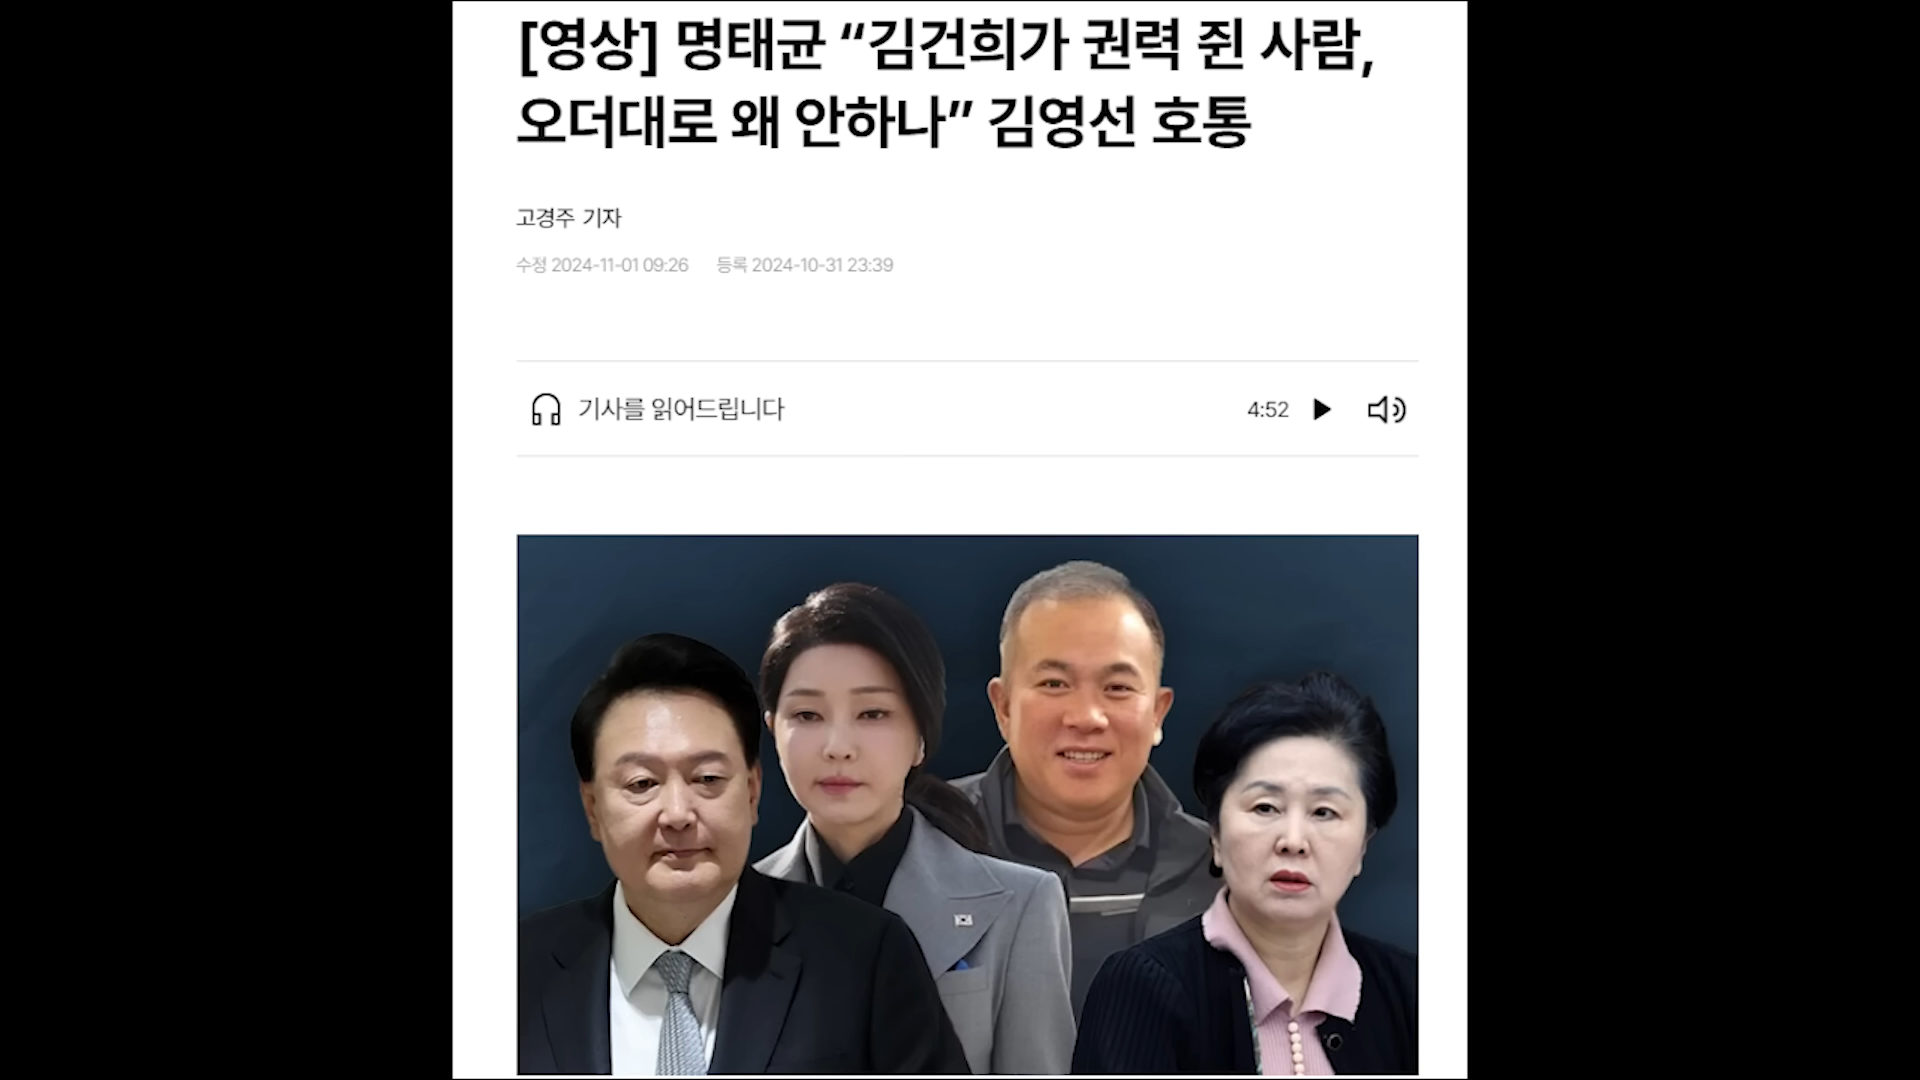 [영상] 명태균 “김건희가 권력 쥔 사람,
오더대로 왜 안하나” 김영선 호통
고경주 기자
수정 2024-11-01 09:26 등록 2024-10-31 23:39
기사를 읽어드립니다 4:52